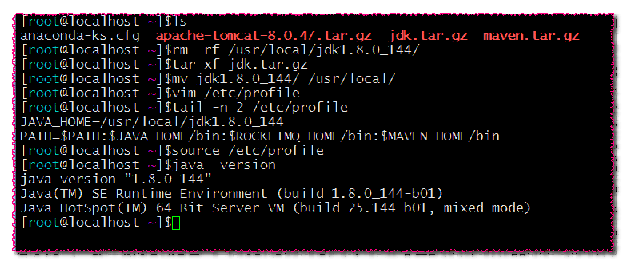 [root@localhost ~]$ls
anaconda-ks.cfg  apache-tomcat-8.0.47.tar.gz  jdk.tar.gz  maven.tar.gz
[root@localhost ~]$rm -rf /usr/local/jdk1.8.0_144/
[root@localhost ~]$tar xf jdk.tar.gz
[root@localhost ~]$mv jdk1.8.0_144/ /usr/local/
[root@localhost ~]$vim /etc/profile
[root@localhost ~]$tail -n 2 /etc/profile
JAVA_HOME=/usr/local/jdk1.8.0_144
PATH=$PATH:$JAVA_HOME/bin:$ROCKETMQ_HOME/bin:$MAVEN_HOME/bin
[root@localhost ~]$source /etc/profile
[root@localhost ~]$java -version
java version "1.8.0_144"
Java(TM) SE Runtime Environment (build 1.8.0_144-b01)
Java HotSpot(TM) 64-Bit Server VM (build 25.144-b01, mixed mode)
[root@localhost ~]$